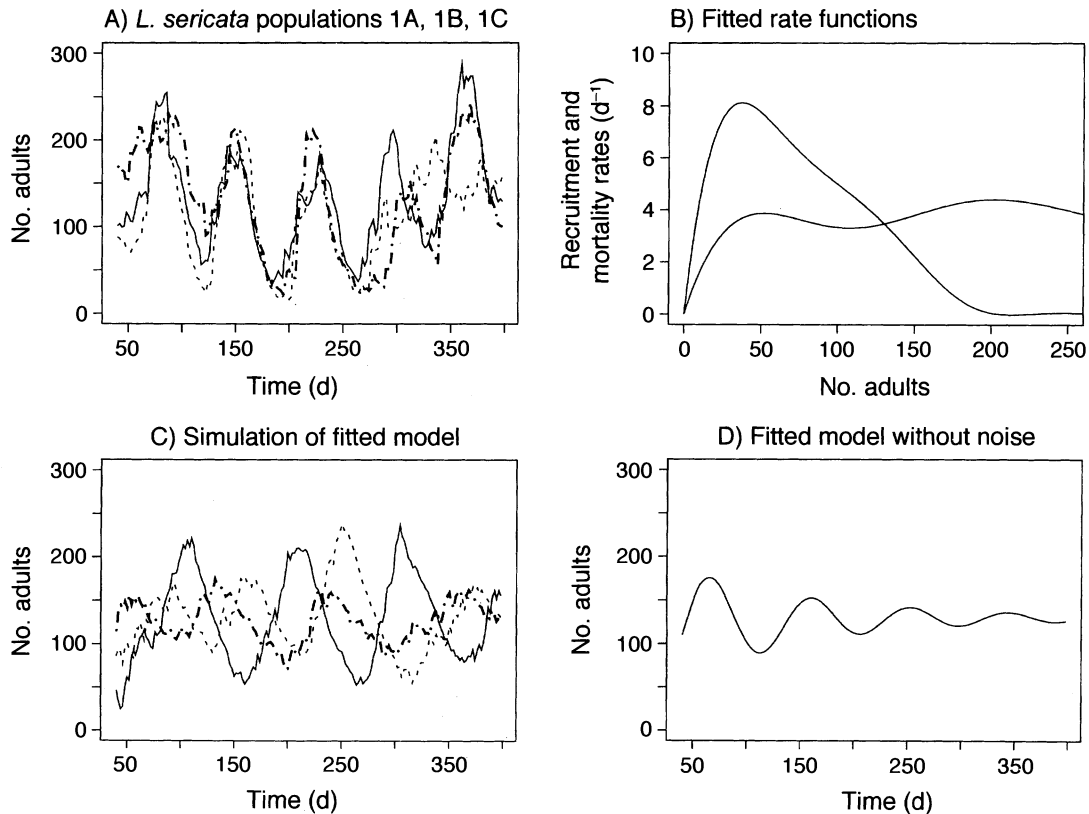 A) L. sericata populations 1A, 1B, 1C
300
200
100
0
No. adults
50 150 250 350
Time (d)
B) Fitted rate functions
10
8
6
4
2
0
Recruitment and
mortality rates (d⁻¹)
0 50 100 150 200 250
No. adults
C) Simulation of fitted model
300
200
100
0
No. adults
50 150 250 350
Time (d)
D) Fitted model without noise
300
200
100
0
No. adults
50 150 250 350
Time (d)